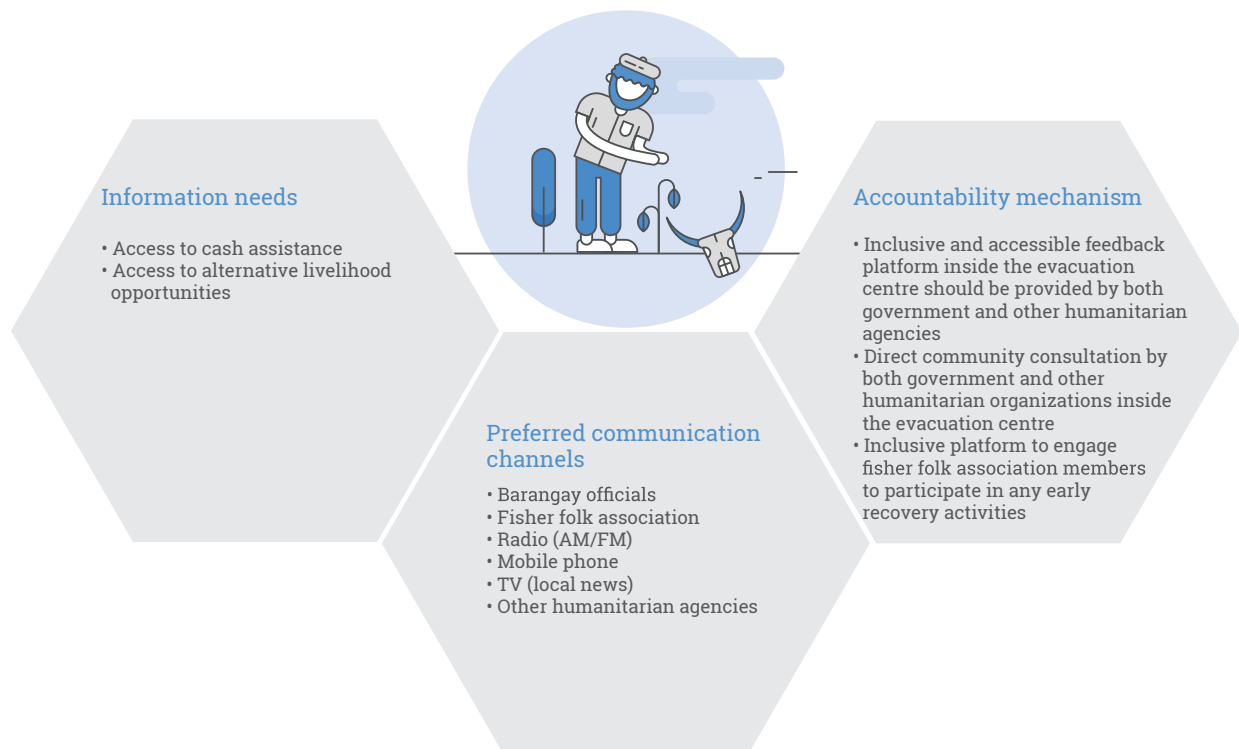 Information needs
• Access to cash assistance
• Access to alternative livelihood
opportunities
Preferred communication
channels
• Barangay officials
• Fisher folk association
• Radio (AM/FM)
• Mobile phone
• TV (local news)
• Other humanitarian agencies
Accountability mechanism
• Inclusive and accessible feedback
platform inside the evacuation
centre should be provided by both
government and other humanitarian
agencies
• Direct community consultation by
both government and other
humanitarian organizations inside
the evacuation centre
• Inclusive platform to engage
fisher folk association members
to participate in any early
recovery activities